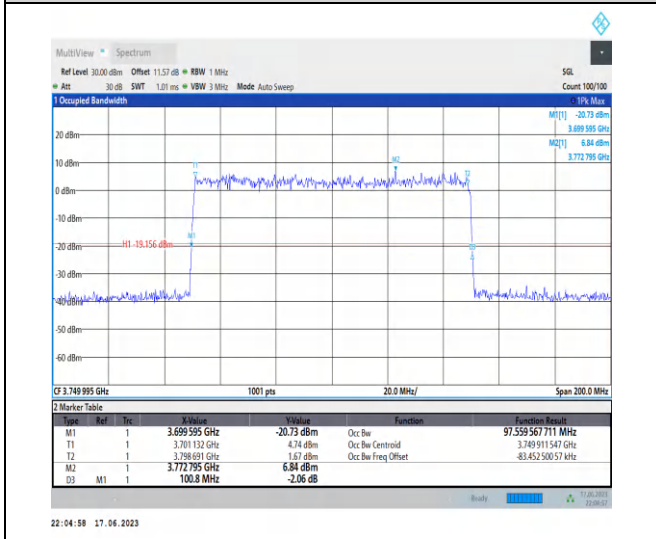 MultiView Spectrum
Ref Level 30.00 dBm Offset 11.57 dB RBW 1 MHz SGL
Att 30 dB SWT 1.01 ms VBW 3 MHz Mode Auto Sweep Count 100/100
1 Occupied Bandwidth 1Pk Max
M1[1] -20.73 dBm
3.699 595 GHz
M2[1] 6.84 dBm
3.772 795 GHz
20 dBm
10 dBm
T1 M2 T2
0 dBm
-10 dBm
M1
-20 dBm H1 -19.156 dBm D3
-30 dBm
-40 dBm
-50 dBm
-60 dBm
CF 3.749 995 GHz 1001 pts 20.0 MHz/ Span 200.0 MHz
2 Marker Table
Type Ref Trc X-Value Y-Value Function Function Result
M1 1 3.699 595 GHz -20.73 dBm Occ Bw 97.559 567 711 MHz
T1 1 3.701 132 GHz 4.74 dBm Occ Bw Centroid 3.749 911 547 GHz
T2 1 3.798 691 GHz 1.67 dBm Occ Bw Freq Offset -83.452 500 57 kHz
M2 1 3.772 795 GHz 6.84 dBm
D3 M1 1 100.8 MHz -2.06 dB
Ready
22:04:58 17.06.2023